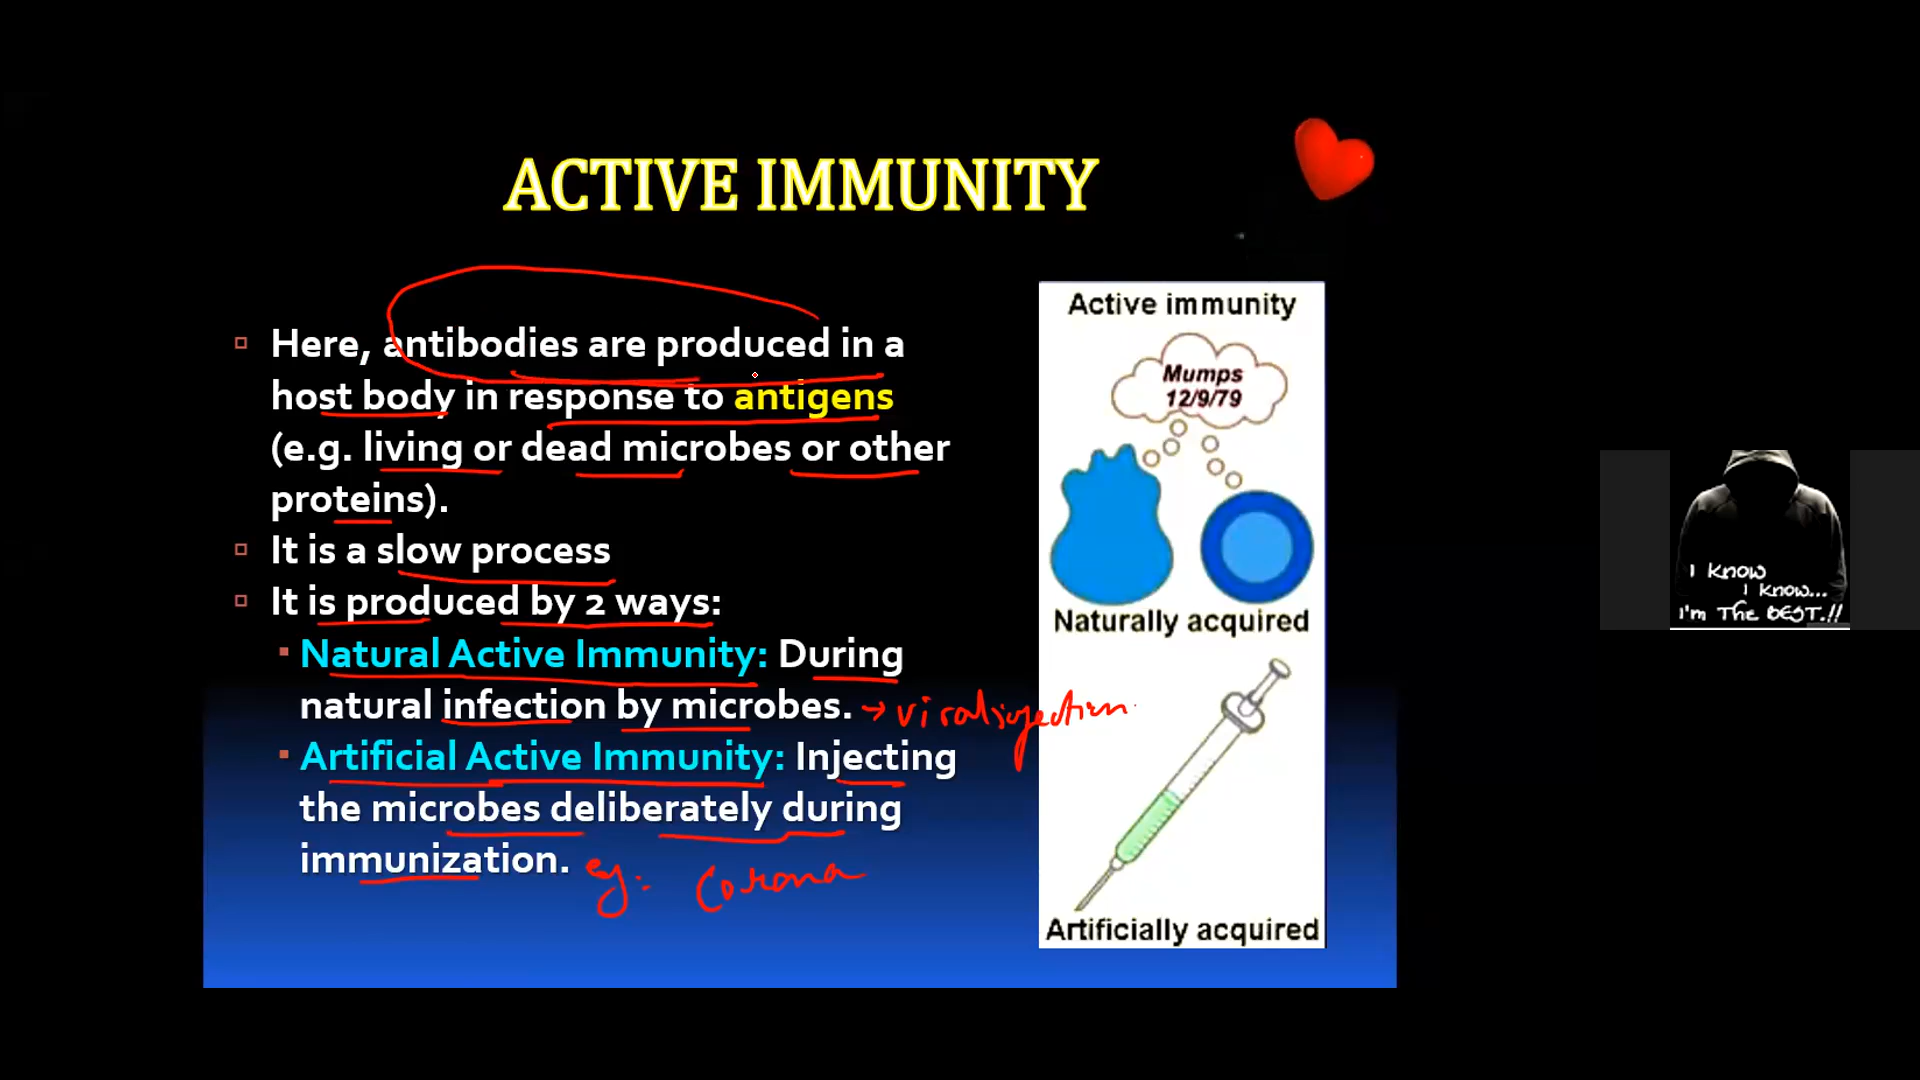 ACTIVE IMMUNITY
Here, antibodies are produced in a
host body in response to antigens
(e.g. living or dead microbes or other
proteins).
It is a slow process
It is produced by 2 ways:
Natural Active Immunity: During
natural infection by microbes. → viral
Artificial Active Immunity: Injecting
the microbes deliberately during
immunization. eg: Corona
Active immunity
Mumps
12/9/79
Naturally acquired
Artificially acquired
I KNOW
I KNOW...
I'M THE BEST.!!